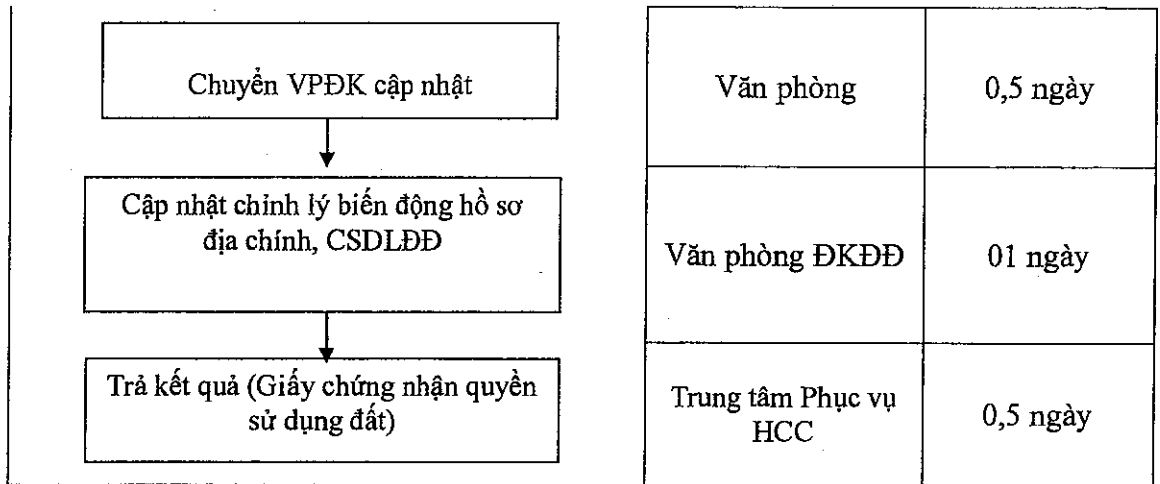 Chuyển VPĐK cập nhật
Văn phòng
0,5 ngày
Cập nhật chỉnh lý biến động hồ sơ
địa chính, CSDLĐĐ
Văn phòng ĐKĐĐ
01 ngày
Trả kết quả (Giấy chứng nhận quyền
sử dụng đất)
Trung tâm Phục vụ
HCC
0,5 ngày